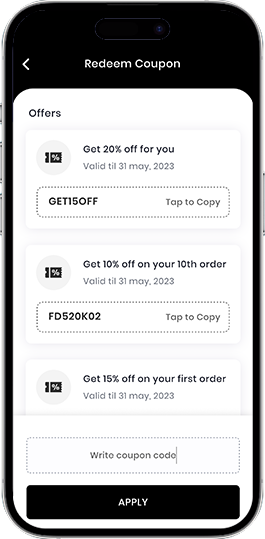 Redeem Coupon
Offers
Get 20% off for you
Valid til 31 may, 2023
GET15OFF
Tap to Copy
Get 10% off on your 10th order
Valid til 31 may, 2023
FD520K02
Tap to Copy
Get 15% off on your first order
Valid til 31 may, 2023
Write coupon code
APPLY